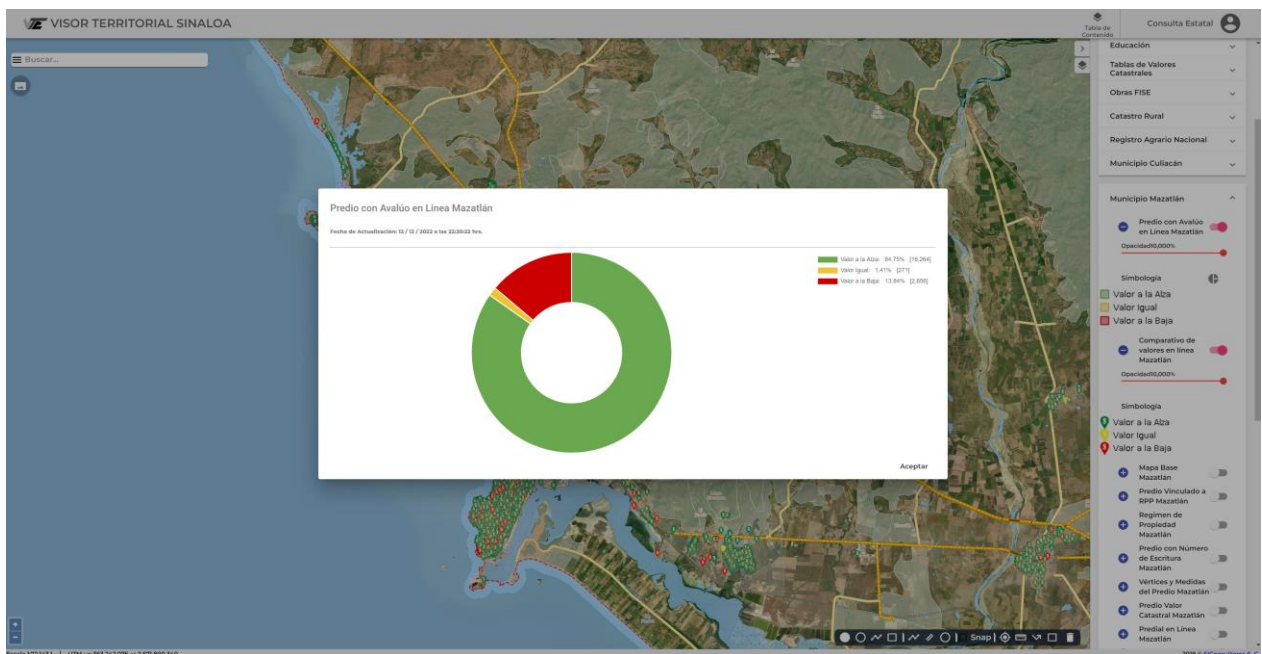 VISOR TERRITORIAL SINALOA
Tabla de
Contenido
Consulta Estatal
Buscar...
Predio con Avalúo en Línea Mazatlán
Fecha de Actualización: 12 / 12 / 2023 a las 22:30:22 hrs.
Valor a la Alza: 84.75% [16,264]
Valor Igual: 1.41% [271]
Valor a la Baja: 13.84% [2,656]
Aceptar
Educación
Tablas de Valores
Catastrales
Obras FISE
Catastro Rural
Registro Agrario Nacional
Municipio Culiacán
Municipio Mazatlán
Predio con Avalúo
en Línea Mazatlán
Opacidad10,000%
Simbología
Valor a la Alza
Valor Igual
Valor a la Baja
Comparativo de
valores en línea
Mazatlán
Opacidad10,000%
Simbología
Valor a la Alza
Valor Igual
Valor a la Baja
Mapa Base
Mazatlán
Predio Vinculado a
RPP Mazatlán
Regimen de
Propiedad
Mazatlán
Predio con Número
de Escritura
Mazatlán
Vértices y Medidas
del Predio Mazatlán
Predio Valor
Catastral Mazatlán
Predial en Línea
Mazatlán
Snap